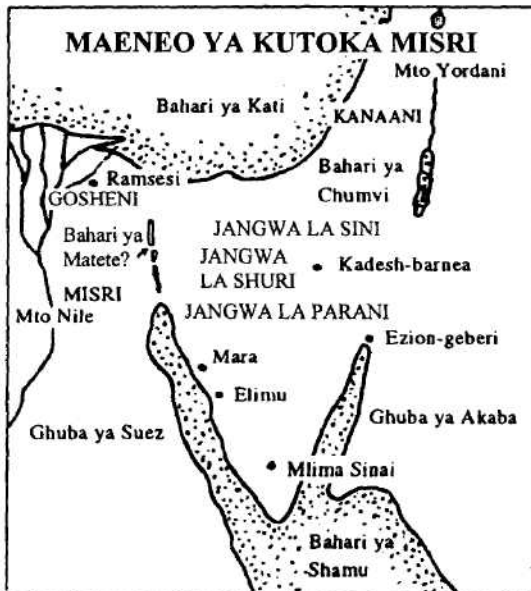 MAENEO YA KUTOKA MISRI
Mto Yordani
Bahari ya Kati
KANAANI
Bahari ya
Chumvi
Ramsesi
GOSHENI
JANGWA LA SINI
Bahari ya
Matete?
JANGWA
LA SHURI
Kadesh-barnea
MISRI
Mto Nile
JANGWA LA PARANI
Ezion-geberi
Mara
Elimu
Ghuba ya Suez
Ghuba ya Akaba
Mlima Sinai
Bahari ya
Shamu